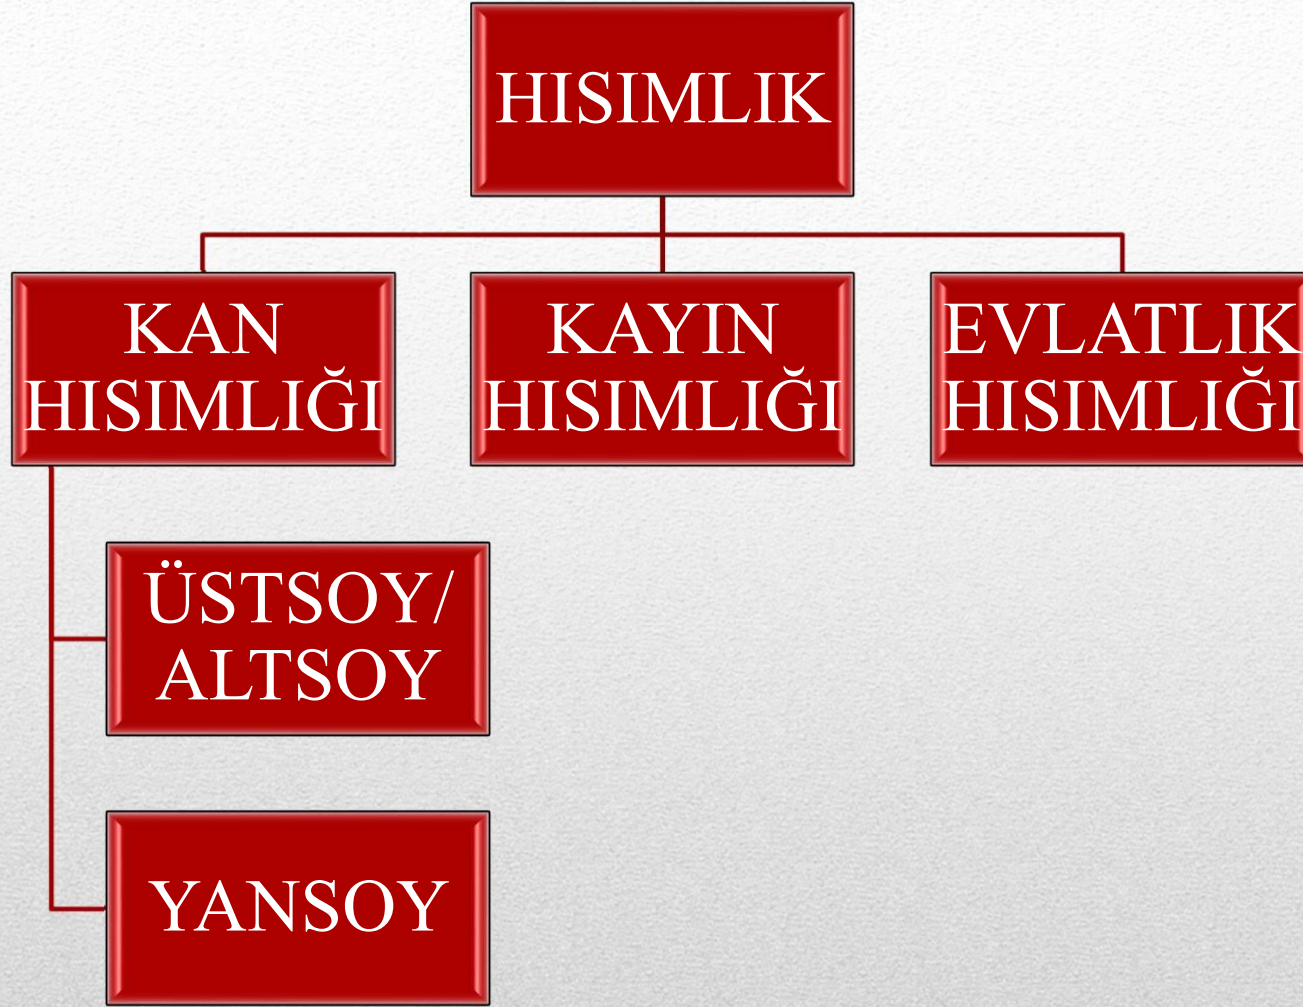 HISIMLIK
KAN
HISIMLIĞI
KAYIN
HISIMLIĞI
EVLATLIK
HISIMLIĞI
ÜSTSOY/
ALTSOY
YANSOY